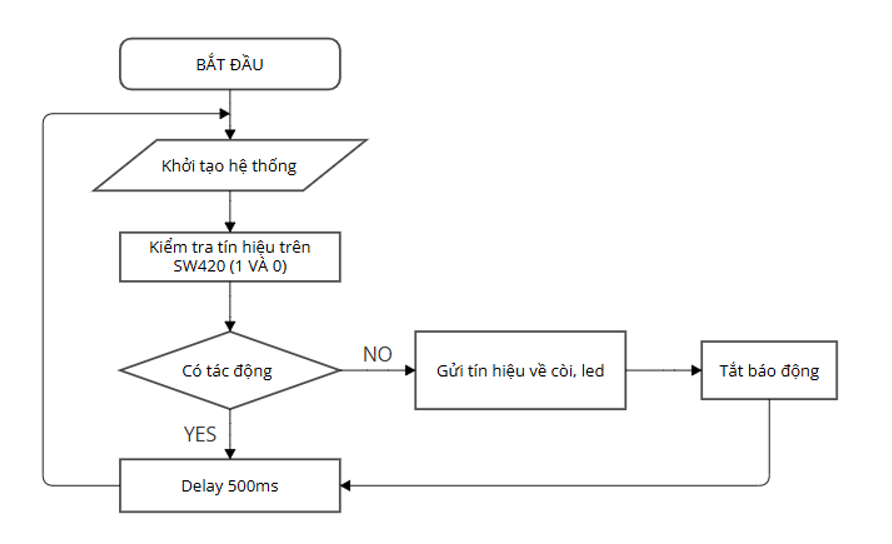 BẮT ĐẦU
Khởi tạo hệ thống
Kiểm tra tín hiệu trên
SW420 (1 VÀ 0)
Có tác động
NO
Gửi tín hiệu về còi, led
Tắt báo động
YES
Delay 500ms